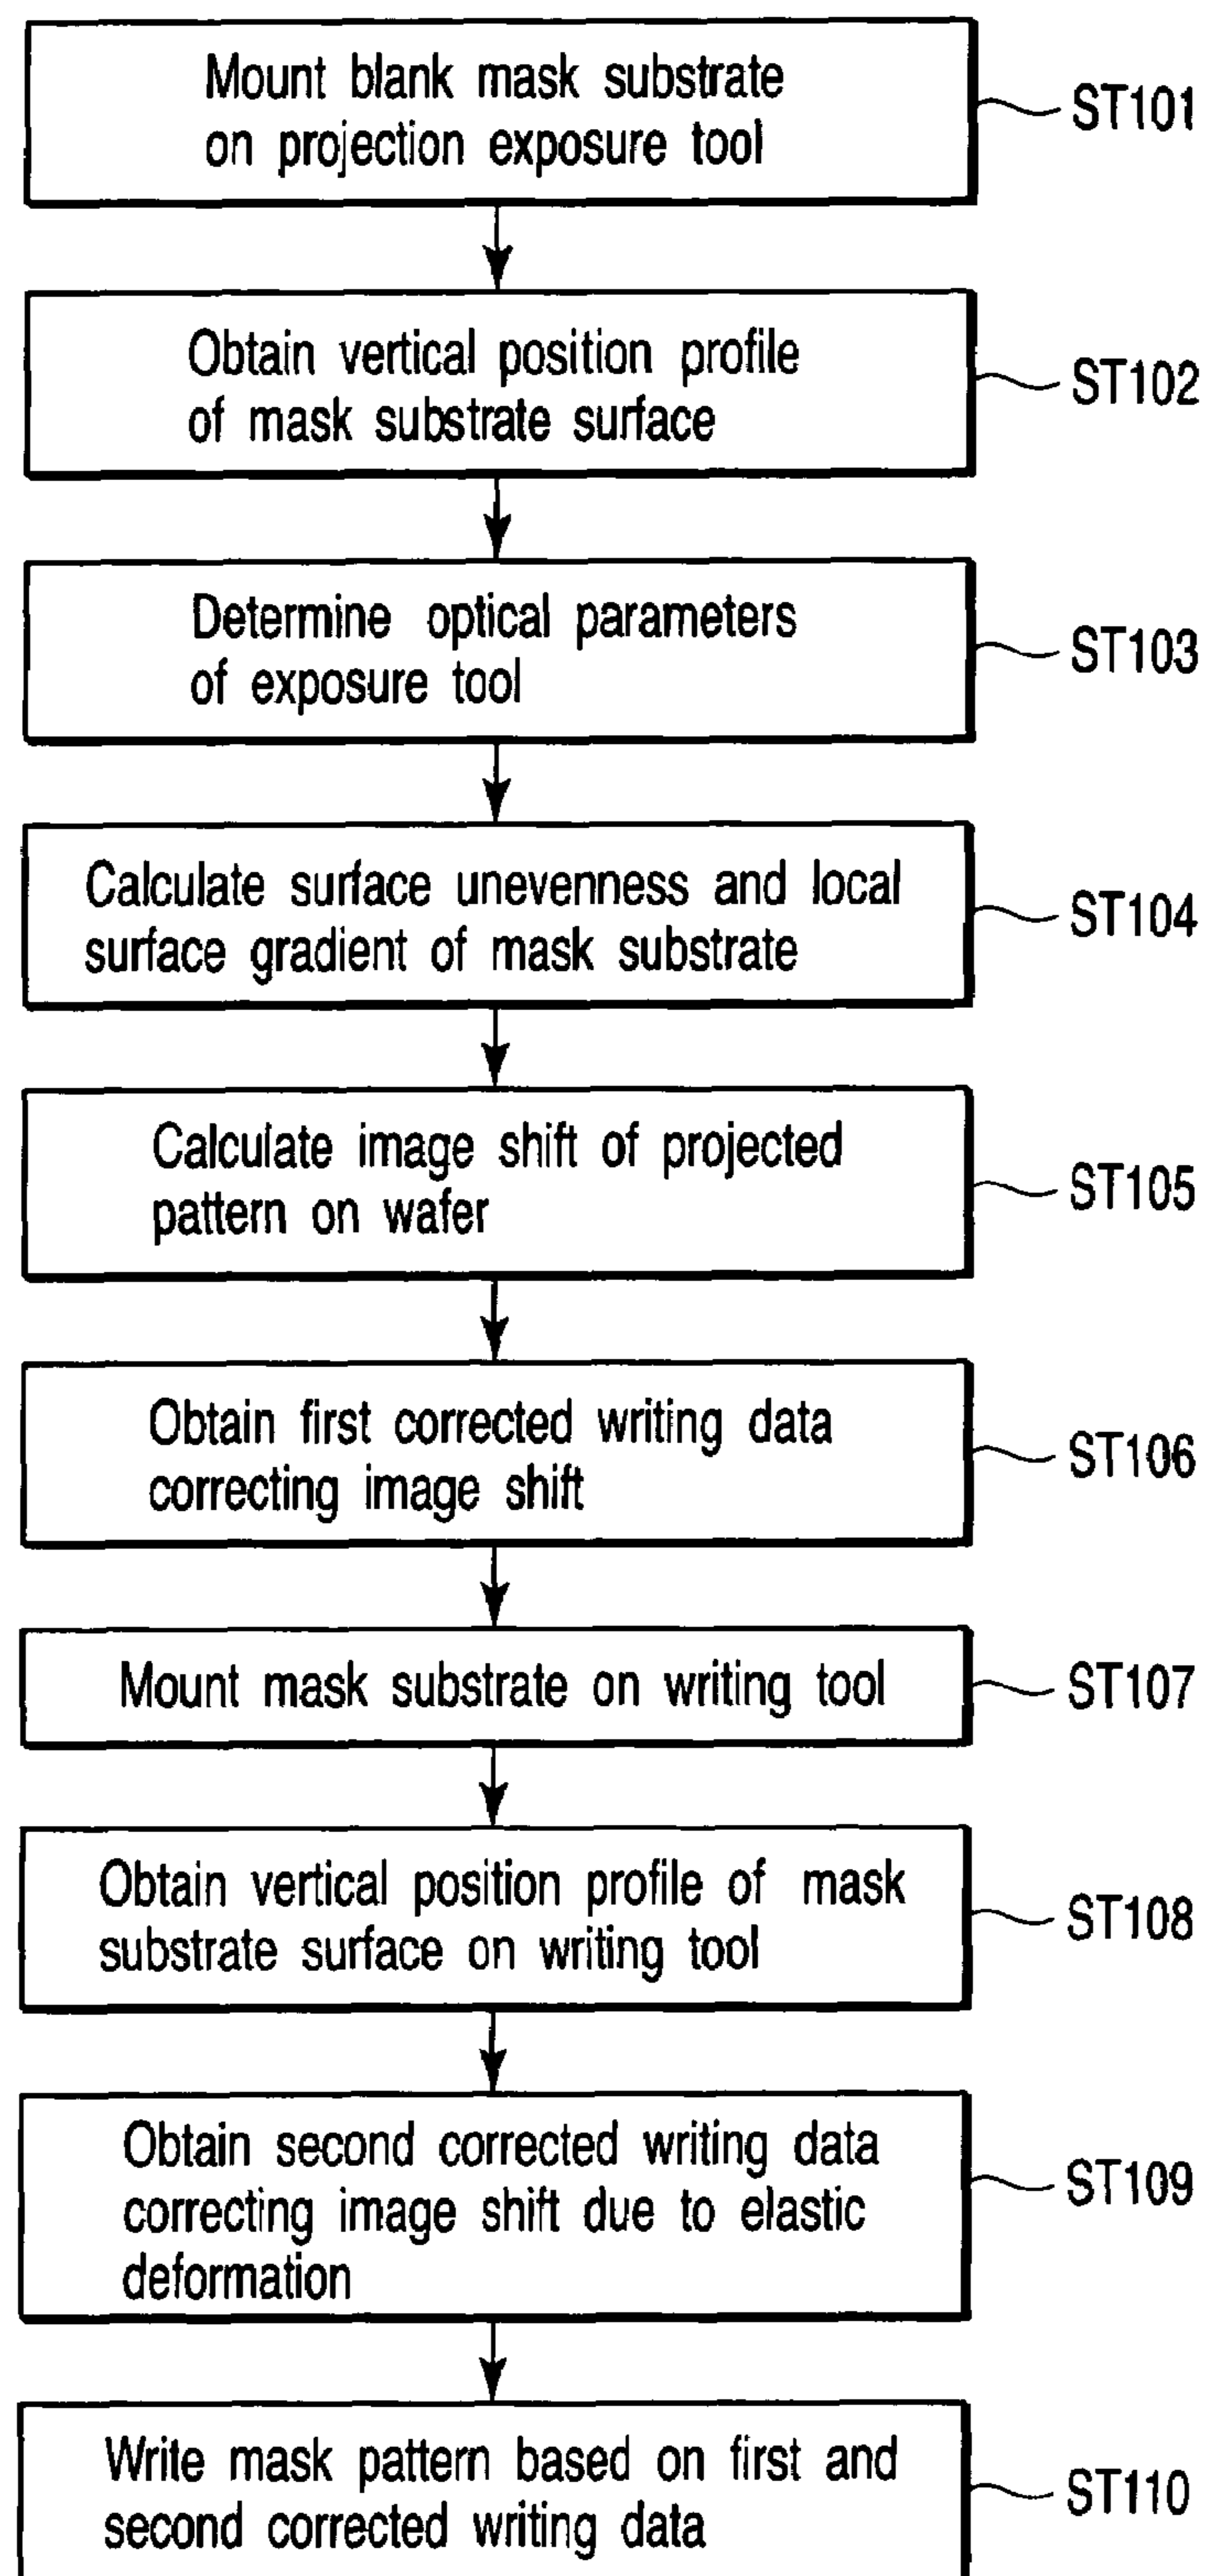 Mount blank mask substrate
on projection exposure tool
ST101
Obtain vertical position profile
of mask substrate surface
ST102
Determine optical parameters
of exposure tool
ST103
Calculate surface unevenness and local
surface gradient of mask substrate
ST104
Calculate image shift of projected
pattern on wafer
ST105
Obtain first corrected writing data
correcting image shift
ST106
Mount mask substrate on writing tool
ST107
Obtain vertical position profile of mask
substrate surface on writing tool
ST108
Obtain second corrected writing data
correcting image shift due to elastic
deformation
ST109
Write mask pattern based on first and
second corrected writing data
ST110